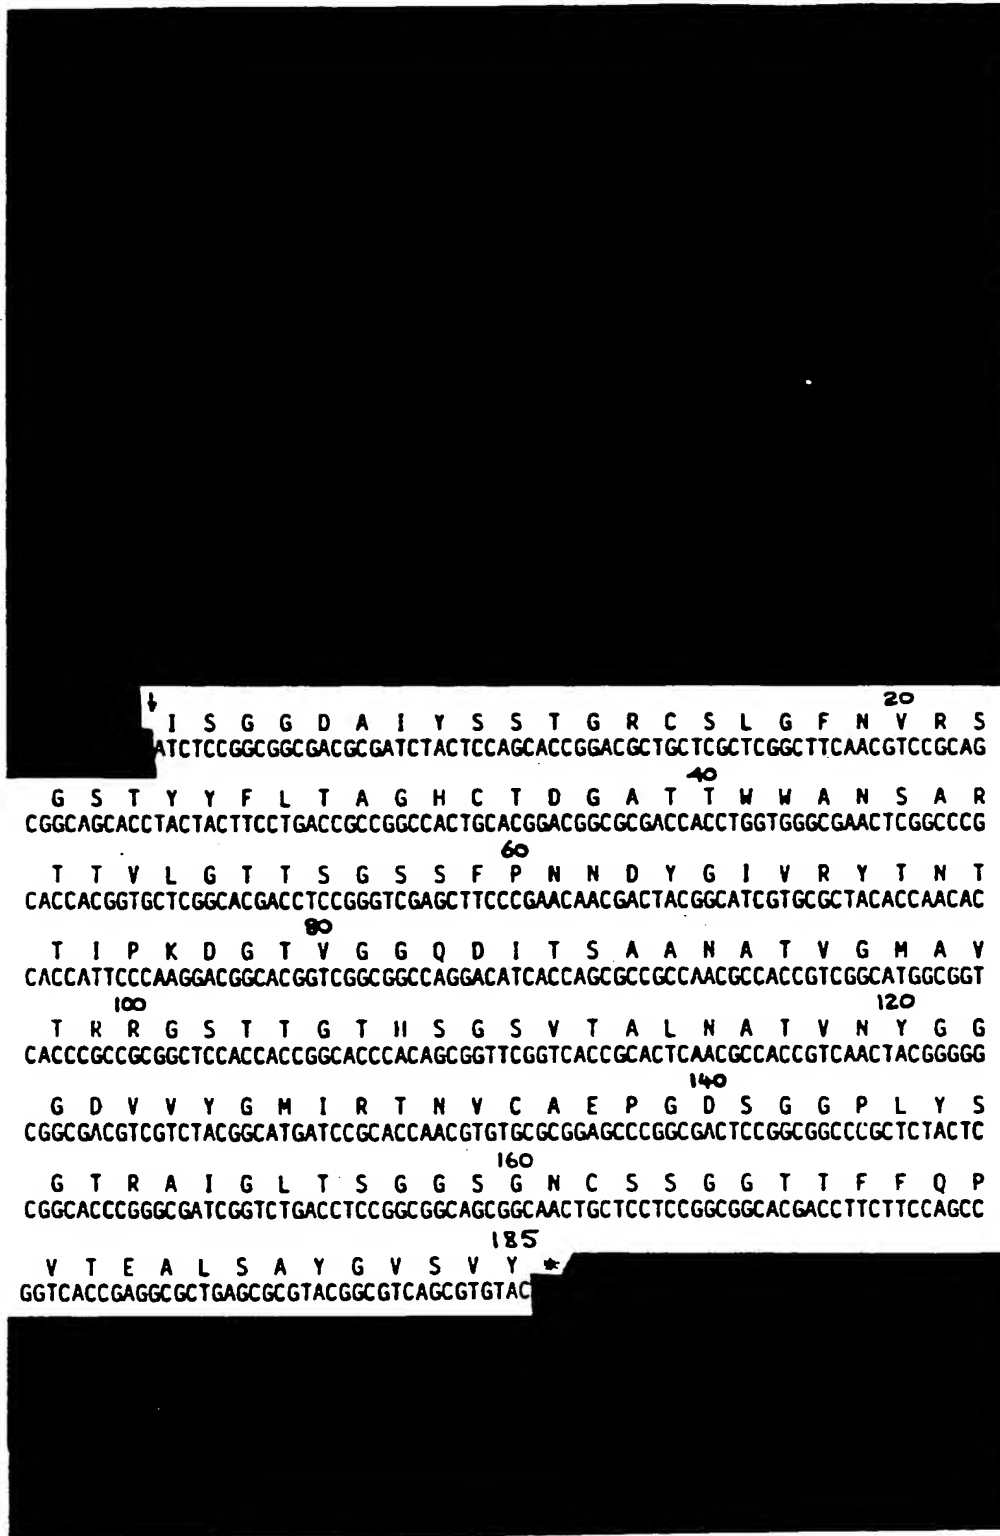 20
I S G G D A I Y S S T G R C S L G F N V R S
ATCTCCGGCGGCGACGCGATCTACTCCAGCACCGGACGCTGCTCGCTCGGCTTCAACGTCCGCAG
40
G S T Y Y F L T A G H C T D G A T T W W A N S A R
CGGCAGCACCTACTACTTCCTGACCGCCGGCCACTGCACGGACGGCGCGACCACCTGGTGGGCGAACTCGGCCCG
60
T T V L G T T S G S S F P N N D Y G I V R Y T N T
CACCACGGTGCTCGGCACGACCTCCGGGTCGAGCTTCCCGAACAACGACTACGGCATCGTGCGCTACACCAACAC
80
T I P K D G T V G G Q D I T S A A N A T V G M A V
CACCATTCCCAAGGACGGCACGGTCGGCGGCCAGGACATCACCAGCGCCGCCAACGCCACCGTCGGCATGGCGGT
100 120
T R R G S T T G T H S G S V T A L N A T V N Y G G
CACCCGCCGCGGCTCCACCACCGGCACCCACAGCGGTTCGGTCACCGCACTCAACGCCACCGTCAACTACGGGGG
140
G D V V Y G M I R T N V C A E P G D S G G P L Y S
CGGCGACGTCGTCTACGGCATGATCCGCACCAACGTGTGCGCGGAGCCCGGCGACTCCGGCGGCCCGCTCTACTC
160
G T R A I G L T S G G S G N C S S G G T T F F Q P
CGGCACCCGGGCGATCGGTCTGACCTCCGGCGGCAGCGGCAACTGCTCCTCCGGCGGCACGACCTTCTTCCAGCC
185
V T E A L S A Y G V S V Y *
GGTCACCGAGGCGCTGAGCGCGTACGGCGTCAGCGTGTAC